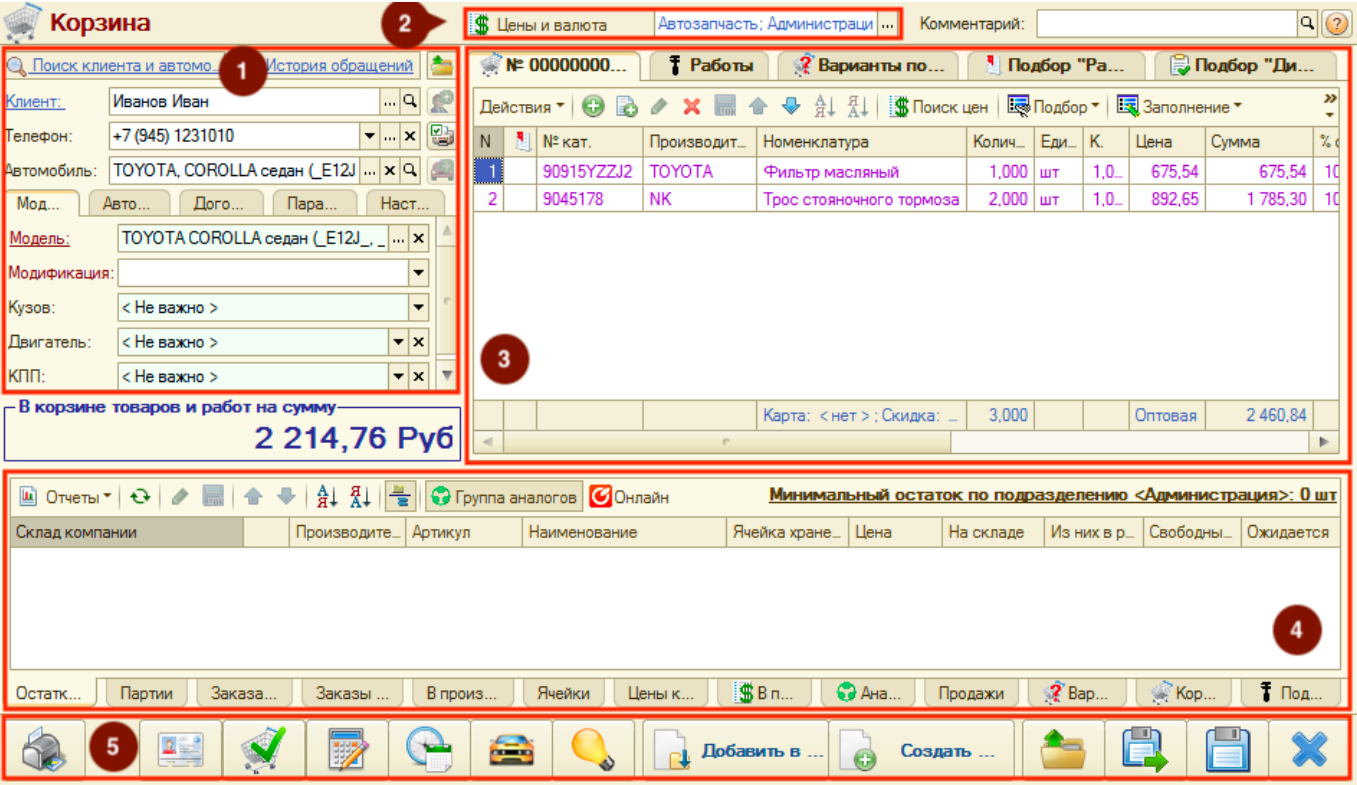 Корзина
2
Цены и валюта
Автозапчасть; Администраци ...
Комментарий:
Поиск клиента и автомо...
1
История обращений
Клиент:
Иванов Иван
Телефон:
+7 (945) 1231010
Автомобиль:
TOYOTA, COROLLA седан (_E12J
Мод... Авто... Дого... Пара... Наст...
Модель:
TOYOTA COROLLA седан (_E12J_, _
Модификация:
Кузов:
< Не важно >
Двигатель:
< Не важно >
КПП:
< Не важно >
В корзине товаров и работ на сумму
2 214,76 Руб
№ 00000000... Работы Варианты по... Подбор "Ра... Подбор "Ди...
Действия Поиск цен Подбор Заполнение
N № кат. Производит... Номенклатура Колич... Еди... К. Цена Сумма %
1 90915YZZJ2 TOYOTA Фильтр масляный 1,000 шт 1,0... 675,54 675,54 10
2 9045178 NK Трос стояночного тормоза 2,000 шт 1,0... 892,65 1 785,30 10
3
Карта: < нет > ; Скидка: ... 3,000 Оптовая 2 460,84
Отчеты Группа аналогов Онлайн Минимальный остаток по подразделению <Администрация>: 0 шт
Склад компании Производите... Артикул Наименование Ячейка хране... Цена На складе Из них в р... Свободны... Ожидается
4
Остатк... Партии Заказа... Заказы ... В произ... Ячейки Цены к... В п... Ана... Продажи Вар... Кор... Под...
5
Добавить в ... Создать ...